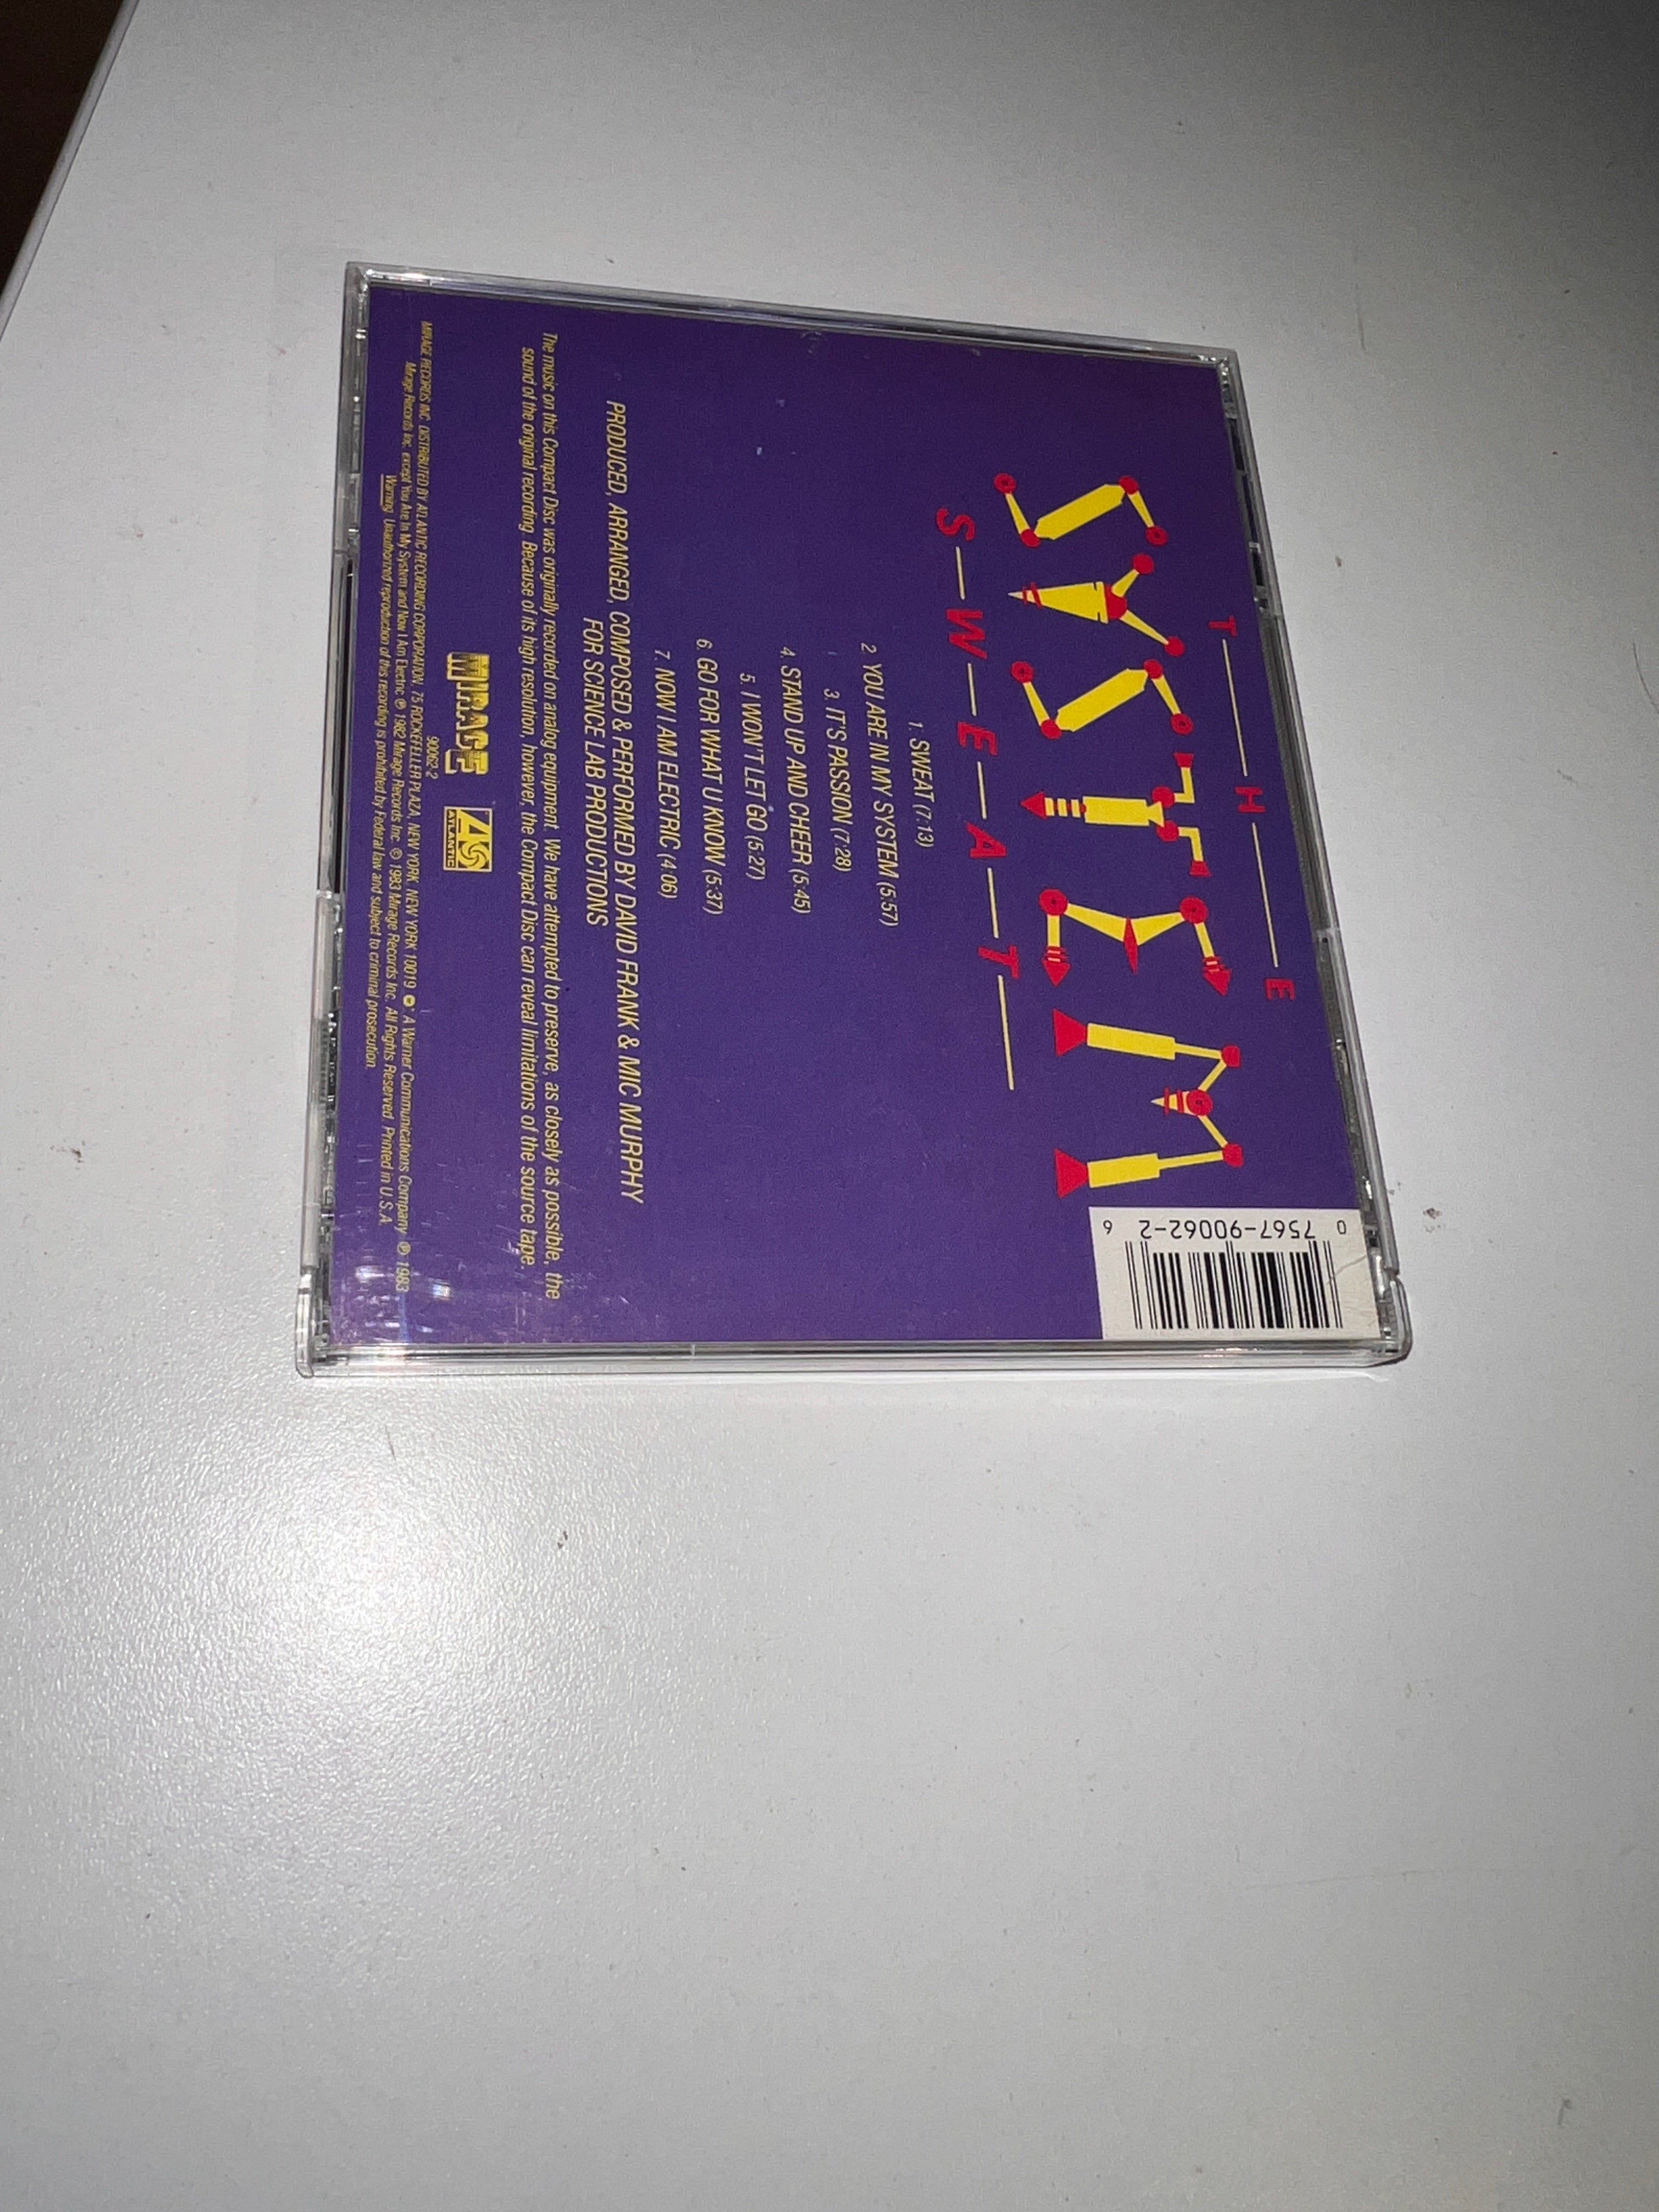 T—H—E
SYSTEM
S—W—E—A—T—
0 7567-90062-2 6
1. SWEAT (7:13)
2 YOU ARE IN MY SYSTEM (5:57)
3. IT'S PASSION (7:28)
4. STAND UP AND CHEER (5:45)
5. I WON'T LET GO (5:27)
6. GO FOR WHAT U KNOW (5:37)
7. NOW I AM ELECTRIC (4:06)
PRODUCED, ARRANGED, COMPOSED & PERFORMED BY DAVID FRANK & MIC MURPHY
FOR SCIENCE LAB PRODUCTIONS
The music on this Compact Disc was originally recorded on analog equipment. We have attempted to preserve, as closely as possible, the
sound of the original recording. Because of its high resolution, however, the Compact Disc can reveal limitations of the source tape.
MIRAGE
ATLANTIC
90062-2
MIRAGE RECORDS INC. DISTRIBUTED BY ATLANTIC RECORDING CORPORATION, 75 ROCKEFELLER PLAZA, NEW YORK, NEW YORK 10019. A Warner Communications Company ℗ 1983
Mirage Records Inc. except You Are In My System and Now I Am Electric ℗ 1982 Mirage Records Inc. © 1983 Mirage Records Inc. All Rights Reserved. Printed in U.S.A.
Warning: Unauthorized reproduction of this recording is prohibited by Federal law and subject to criminal prosecution.